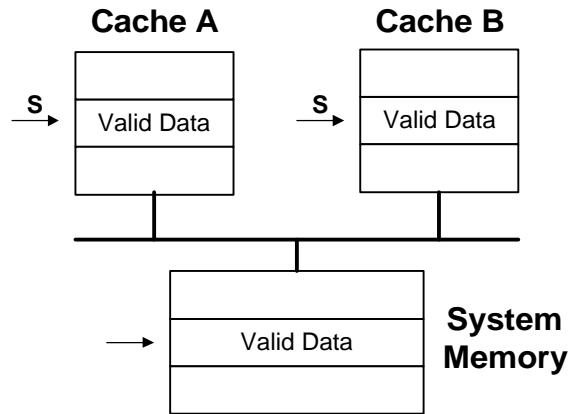 Cache A
Cache B
S
Valid Data
S
Valid Data
Valid Data
System
Memory